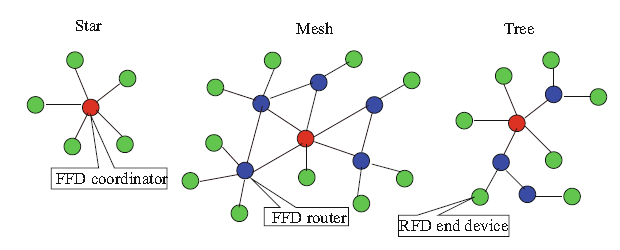 Star
Mesh
Tree
FFD coordinator
FFD router
RFD end device